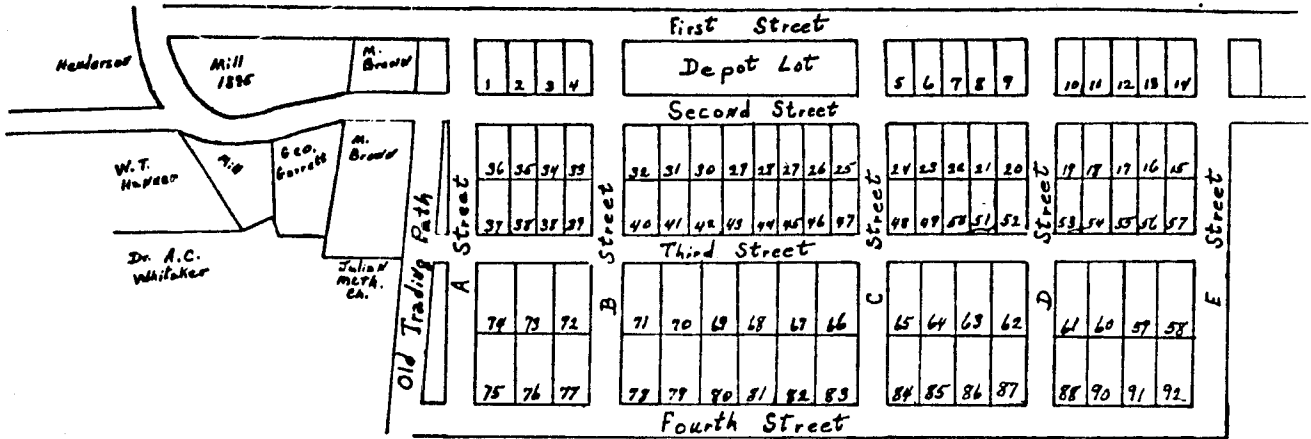 First Street
Henderson
Mill
1895
M.
Brown
1 2 3 4
Depot Lot
5 6 7 8 9
10 11 12 13 14
Second Street
W.T.
Mill
Geo.
Garrett
M.
Brown
36 35 34 33
32 31 30 29 28 27 26 25
24 23 22 21 20
19 18 17 16 15
37 38 38 39
40 41 42 43 44 45 46 47
48 49 50 51 52
53 54 55 56 57
Old Trading Path
A Street
B Street
C Street
D Street
E Street
Third Street
Dr. A.C.
Whitaker
Julian
Meth.
Ch.
74 73 72
71 70 69 68 67 66
65 64 63 62
61 60 59 58
75 76 77
78 79 80 81 82 83
84 85 86 87
88 90 91 92
Fourth Street